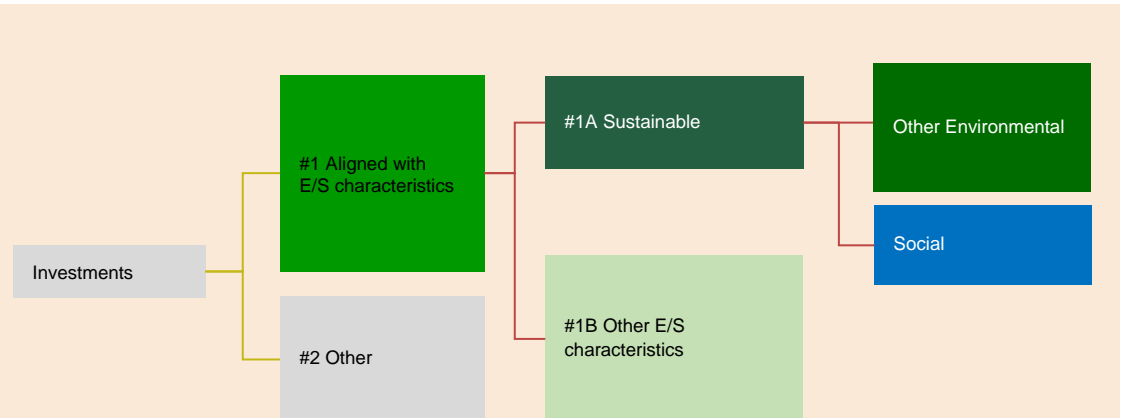 Investments
#1 Aligned with
E/S characteristics
#2 Other
#1A Sustainable
#1B Other E/S
characteristics
Other Environmental
Social